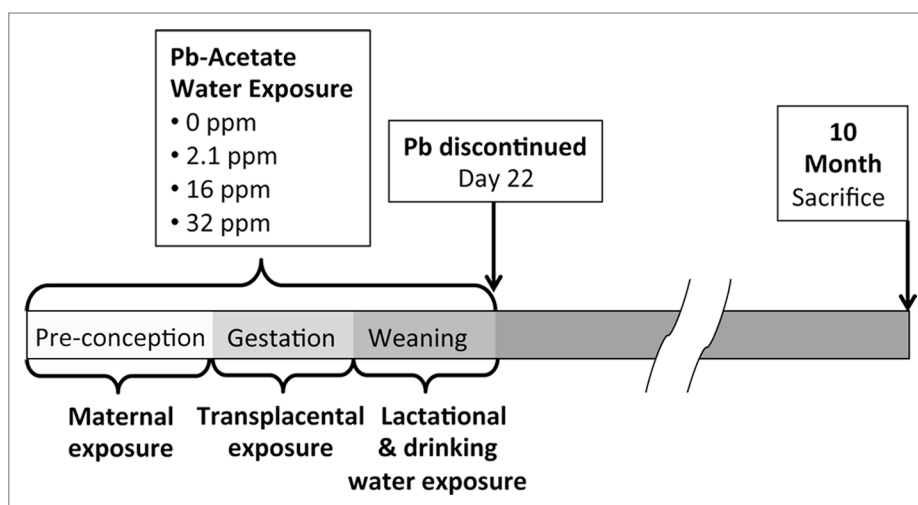 Pb-Acetate
Water Exposure
• 0 ppm
• 2.1 ppm
• 16 ppm
• 32 ppm
Pb discontinued
Day 22
10
Month
Sacrifice
Pre-conception
Gestation
Weaning
Maternal
exposure
Transplacental
exposure
Lactational
& drinking
water exposure